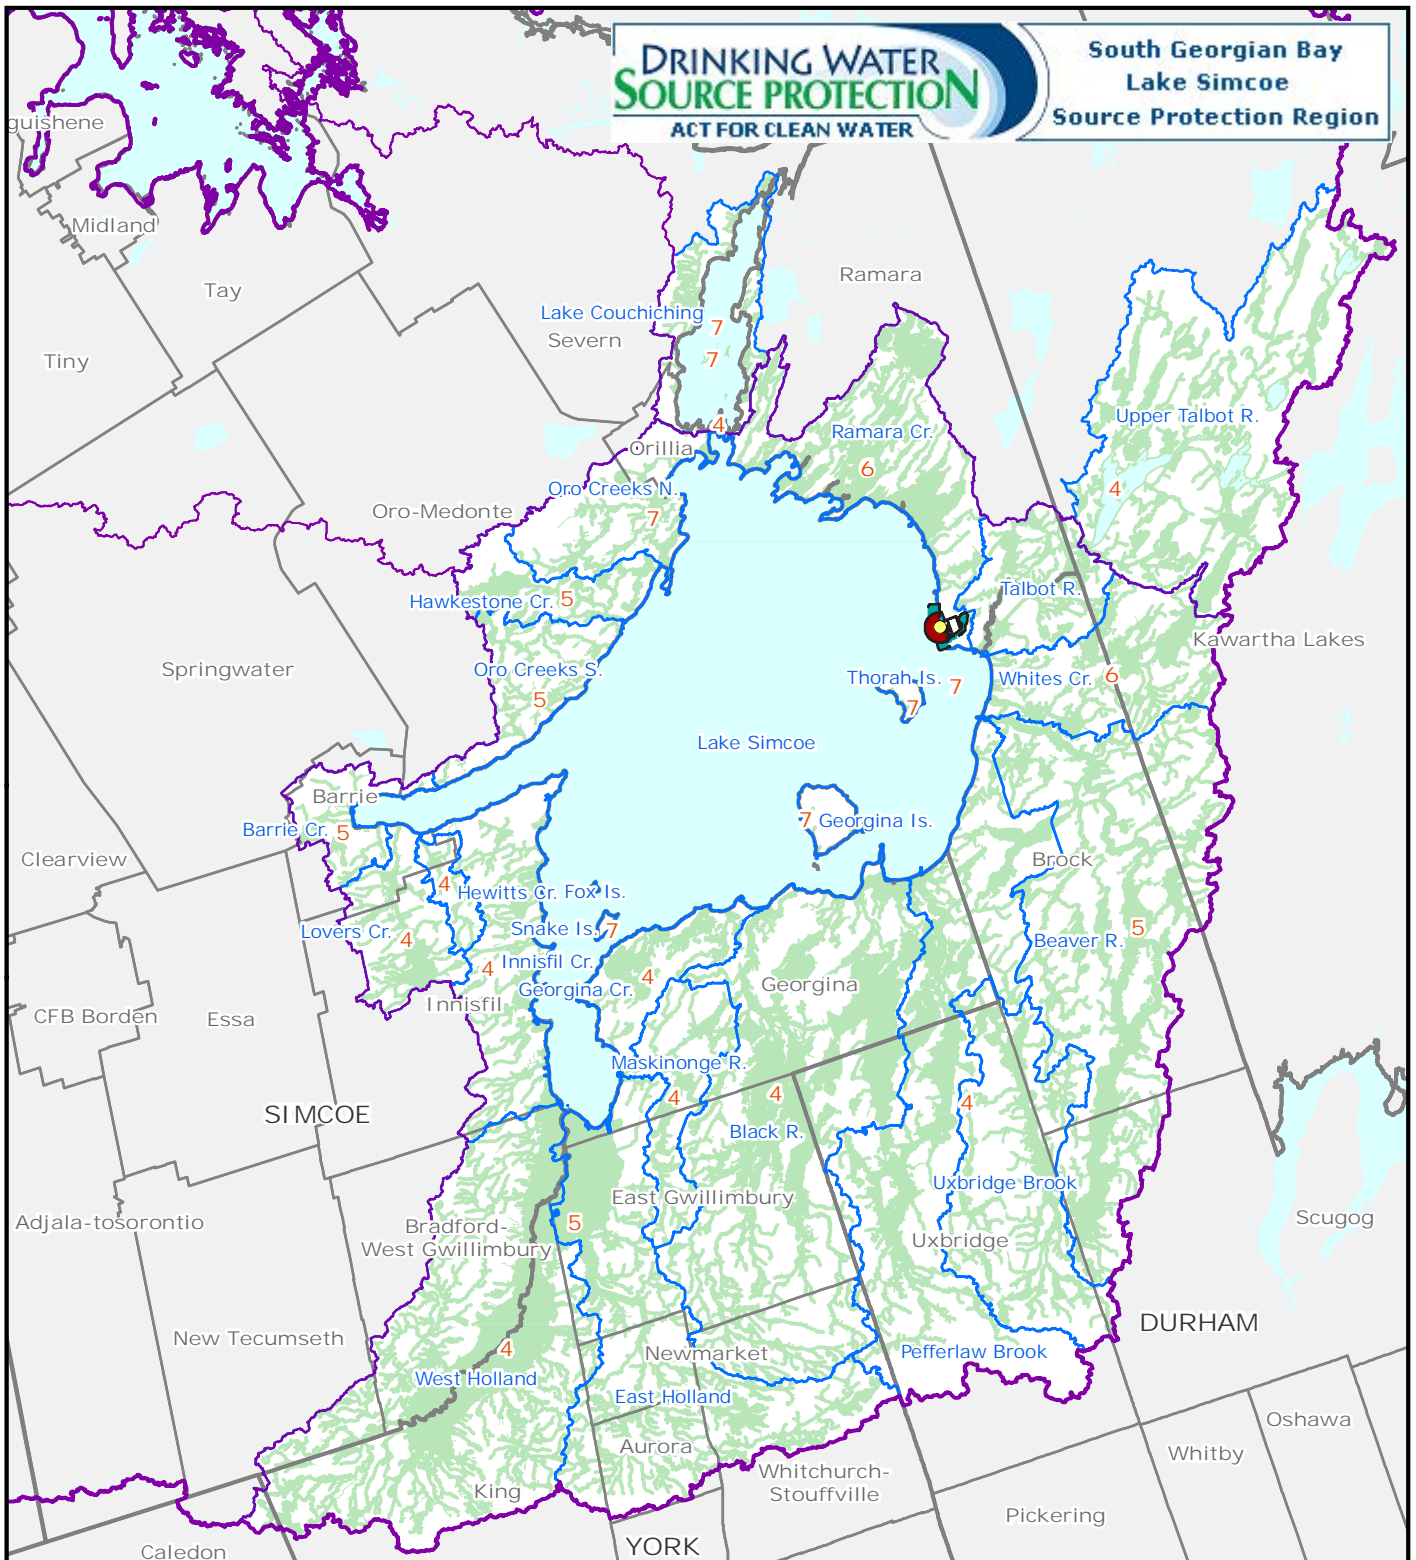 DRINKING WATER
SOURCE PROTECTION
ACT FOR CLEAN WATER
South Georgian Bay
Lake Simcoe
Source Protection Region
guishene
Midland
Tay
Tiny
Ramara
Lake Couchiching
7
Severn
7
4
Orillia
Ramara Cr.
6
Upper Talbot R.
4
Oro Creeks N.
7
Oro-Medonte
Hawkestone Cr.
5
Talbot R.
Kawartha Lakes
Springwater
Oro Creeks S.
5
Thorah Is.
7
7
Whites Cr.
6
Lake Simcoe
Barrie
Barrie Cr.
5
7
Georgina Is.
Clearview
Brock
4
Hewitts Cr.
Fox Is.
Lovers Cr.
4
Snake Is.
7
Beaver R.
5
4
Innisfil Cr.
Georgina Cr.
4
Georgina
Innisfil
CFB Borden
Essa
Maskinonge R.
4
4
4
SIMCOE
Black R.
Uxbridge Brook
East Gwillimbury
Adjala-tosorontio
Bradford-
West Gwillimbury
5
Uxbridge
Scugog
New Tecumseth
4
Newmarket
Pefferlaw Brook
DURHAM
West Holland
East Holland
Aurora
Oshawa
Whitby
King
Whitchurch-
Stouffville
Pickering
Caledon
YORK